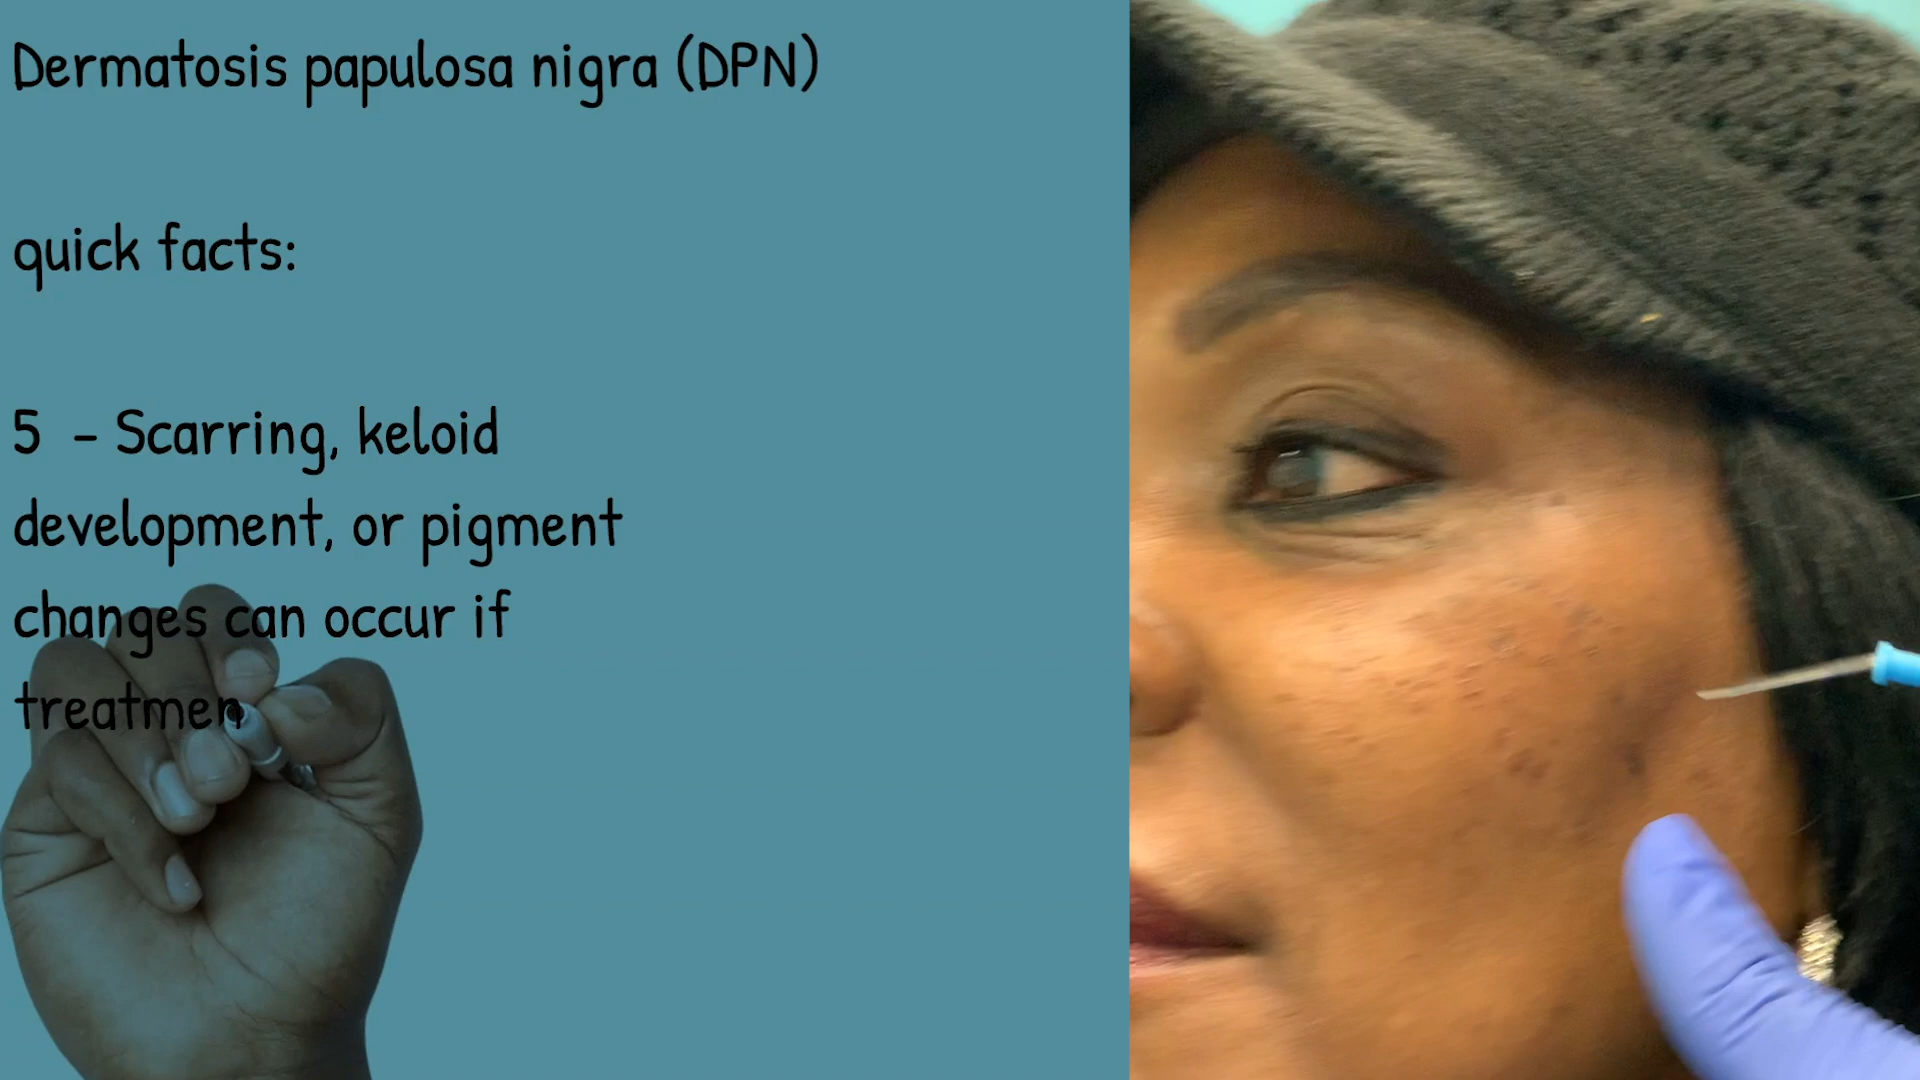 Dermatosis papulosa nigra (DPN)
quick facts:
5 - Scarring, keloid
development, or pigment
changes can occur if
treatmen